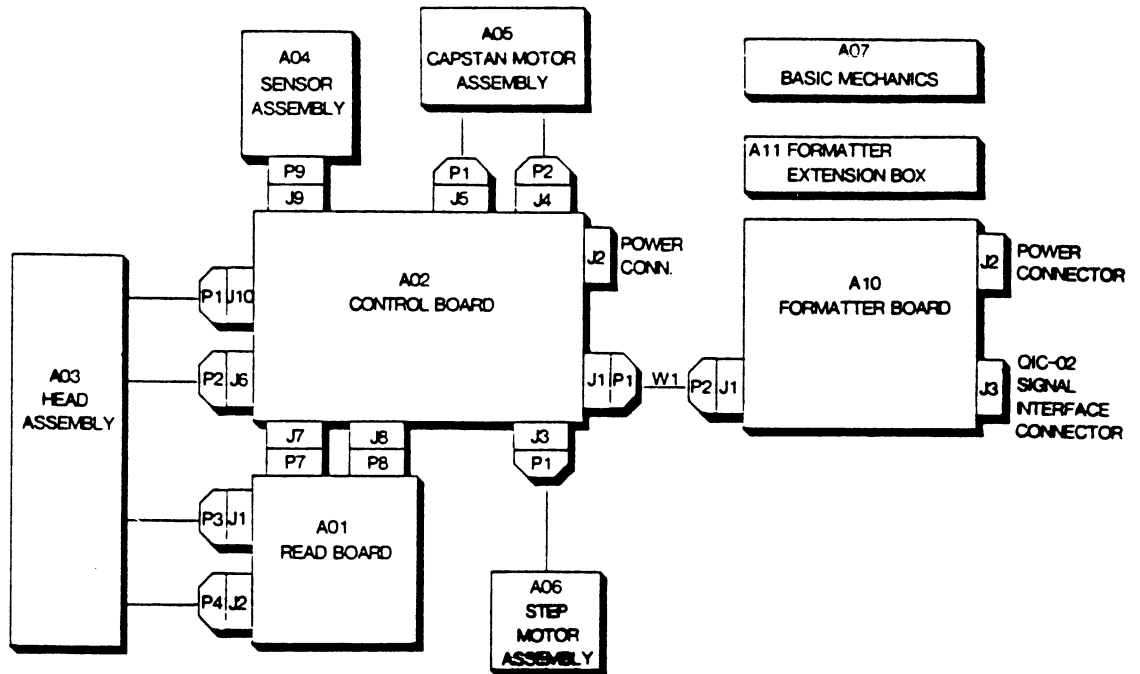 A04
SENSOR
ASSEMBLY
P9
J9
A05
CAPSTAN MOTOR
ASSEMBLY
P1
J5
P2
J4
A07
BASIC MECHANICS
A11 FORMATTER
EXTENSION BOX
A03
HEAD
ASSEMBLY
P1 J10
P2 J6
A02
CONTROL BOARD
J2
POWER
CONN.
J1 P1
W1
P2 J1
A10
FORMATTER BOARD
J2
POWER
CONNECTOR
J3
QIC-02
SIGNAL
INTERFACE
CONNECTOR
J7
P7
J8
P8
J3
P1
P3 J1
P4 J2
A01
READ BOARD
A06
STEP
MOTOR
ASSEMBLY